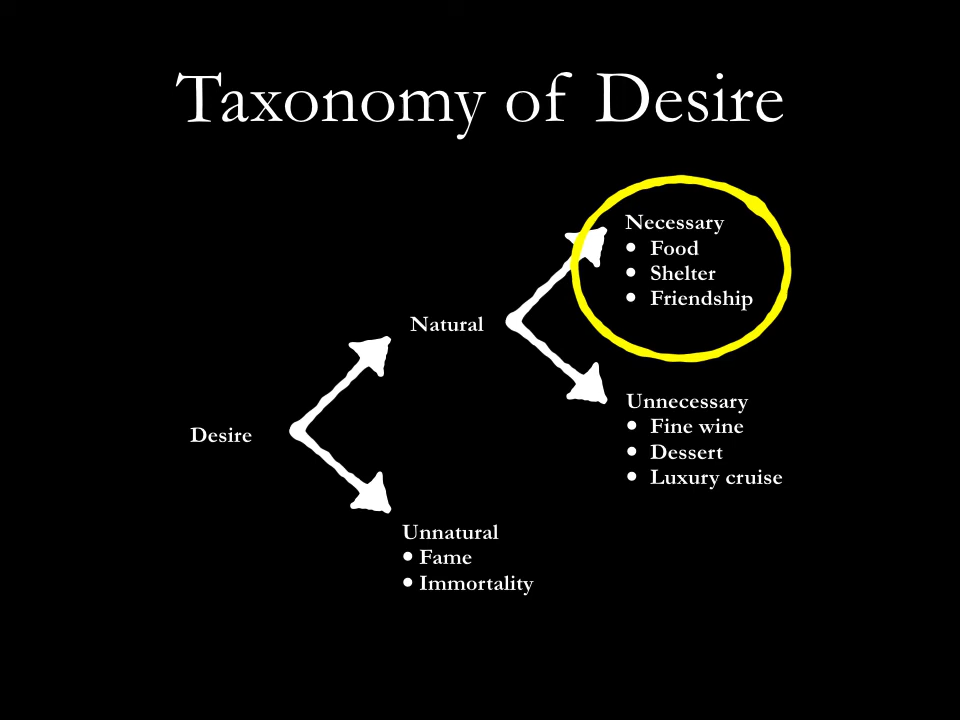 Taxonomy of Desire
Necessary
• Food
• Shelter
• Friendship
Natural
Unnecessary
• Fine wine
• Dessert
• Luxury cruise
Desire
Unnatural
• Fame
• Immortality